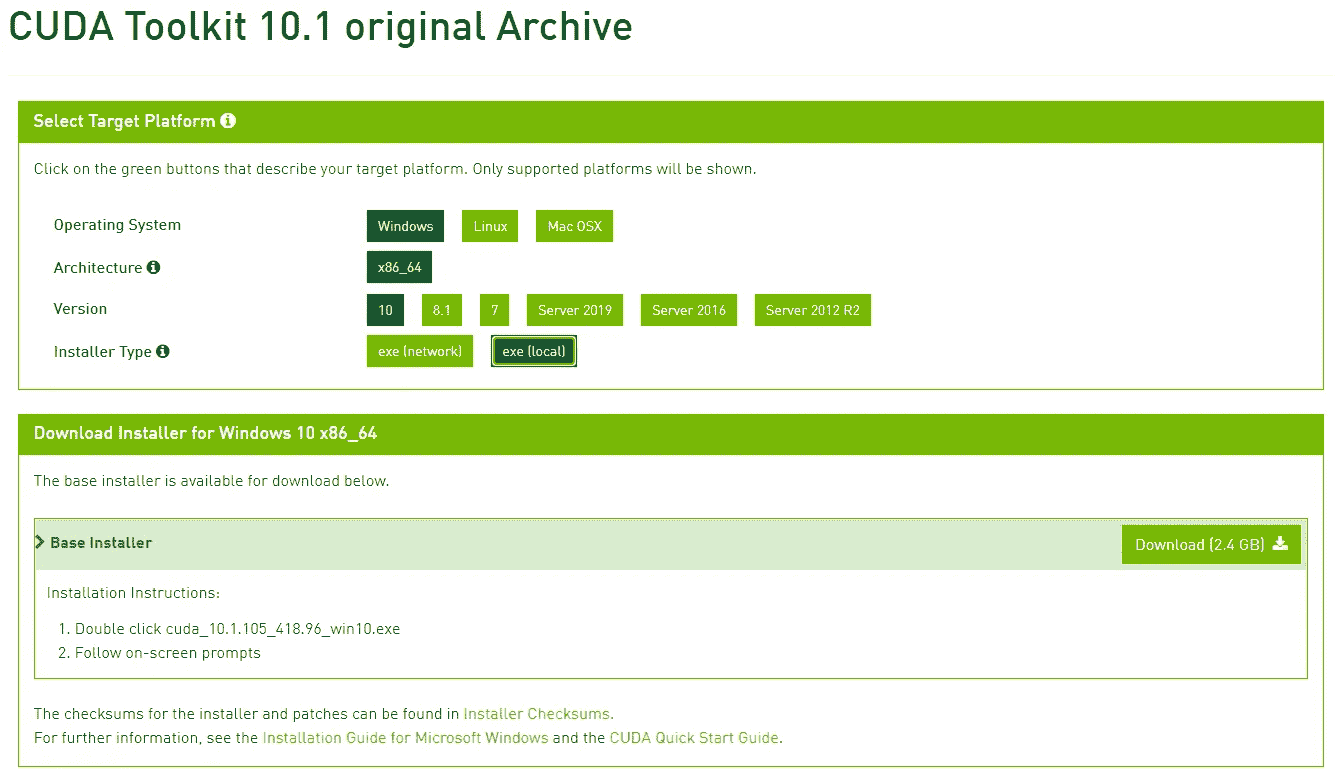 CUDA Toolkit 10.1 original Archive
Select Target Platform
Click on the green buttons that describe your target platform. Only supported platforms will be shown.
Operating System Windows Linux Mac OSX
Architecture x86_64
Version 10 8.1 7 Server 2019 Server 2016 Server 2012 R2
Installer Type exe (network) exe (local)
Download Installer for Windows 10 x86_64
The base installer is available for download below.
Base Installer Download (2.4 GB)
Installation Instructions:
1. Double click cuda_10.1.105_418.96_win10.exe
2. Follow on-screen prompts
The checksums for the installer and patches can be found in Installer Checksums.
For further information, see the Installation Guide for Microsoft Windows and the CUDA Quick Start Guide.